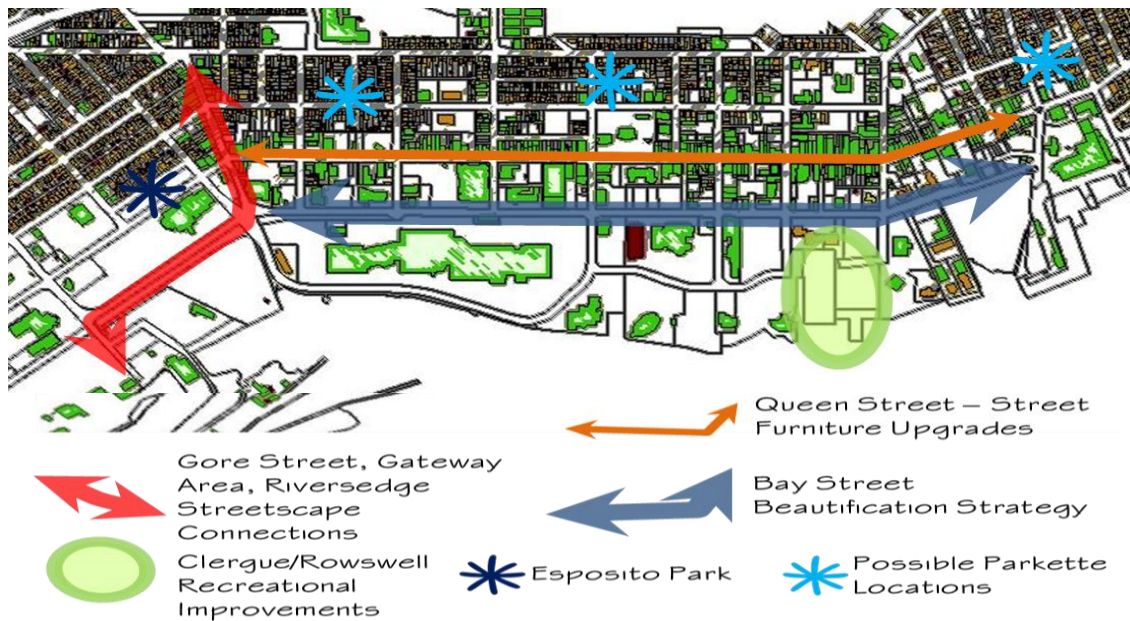 Queen Street – Street
Furniture Upgrades
Gore Street, Gateway
Area, Riversedge
Streetscape
Connections
Bay Street
Beautification Strategy
Clergue/Rowswell
Recreational
Improvements
Esposito Park
Possible Parkette
Locations